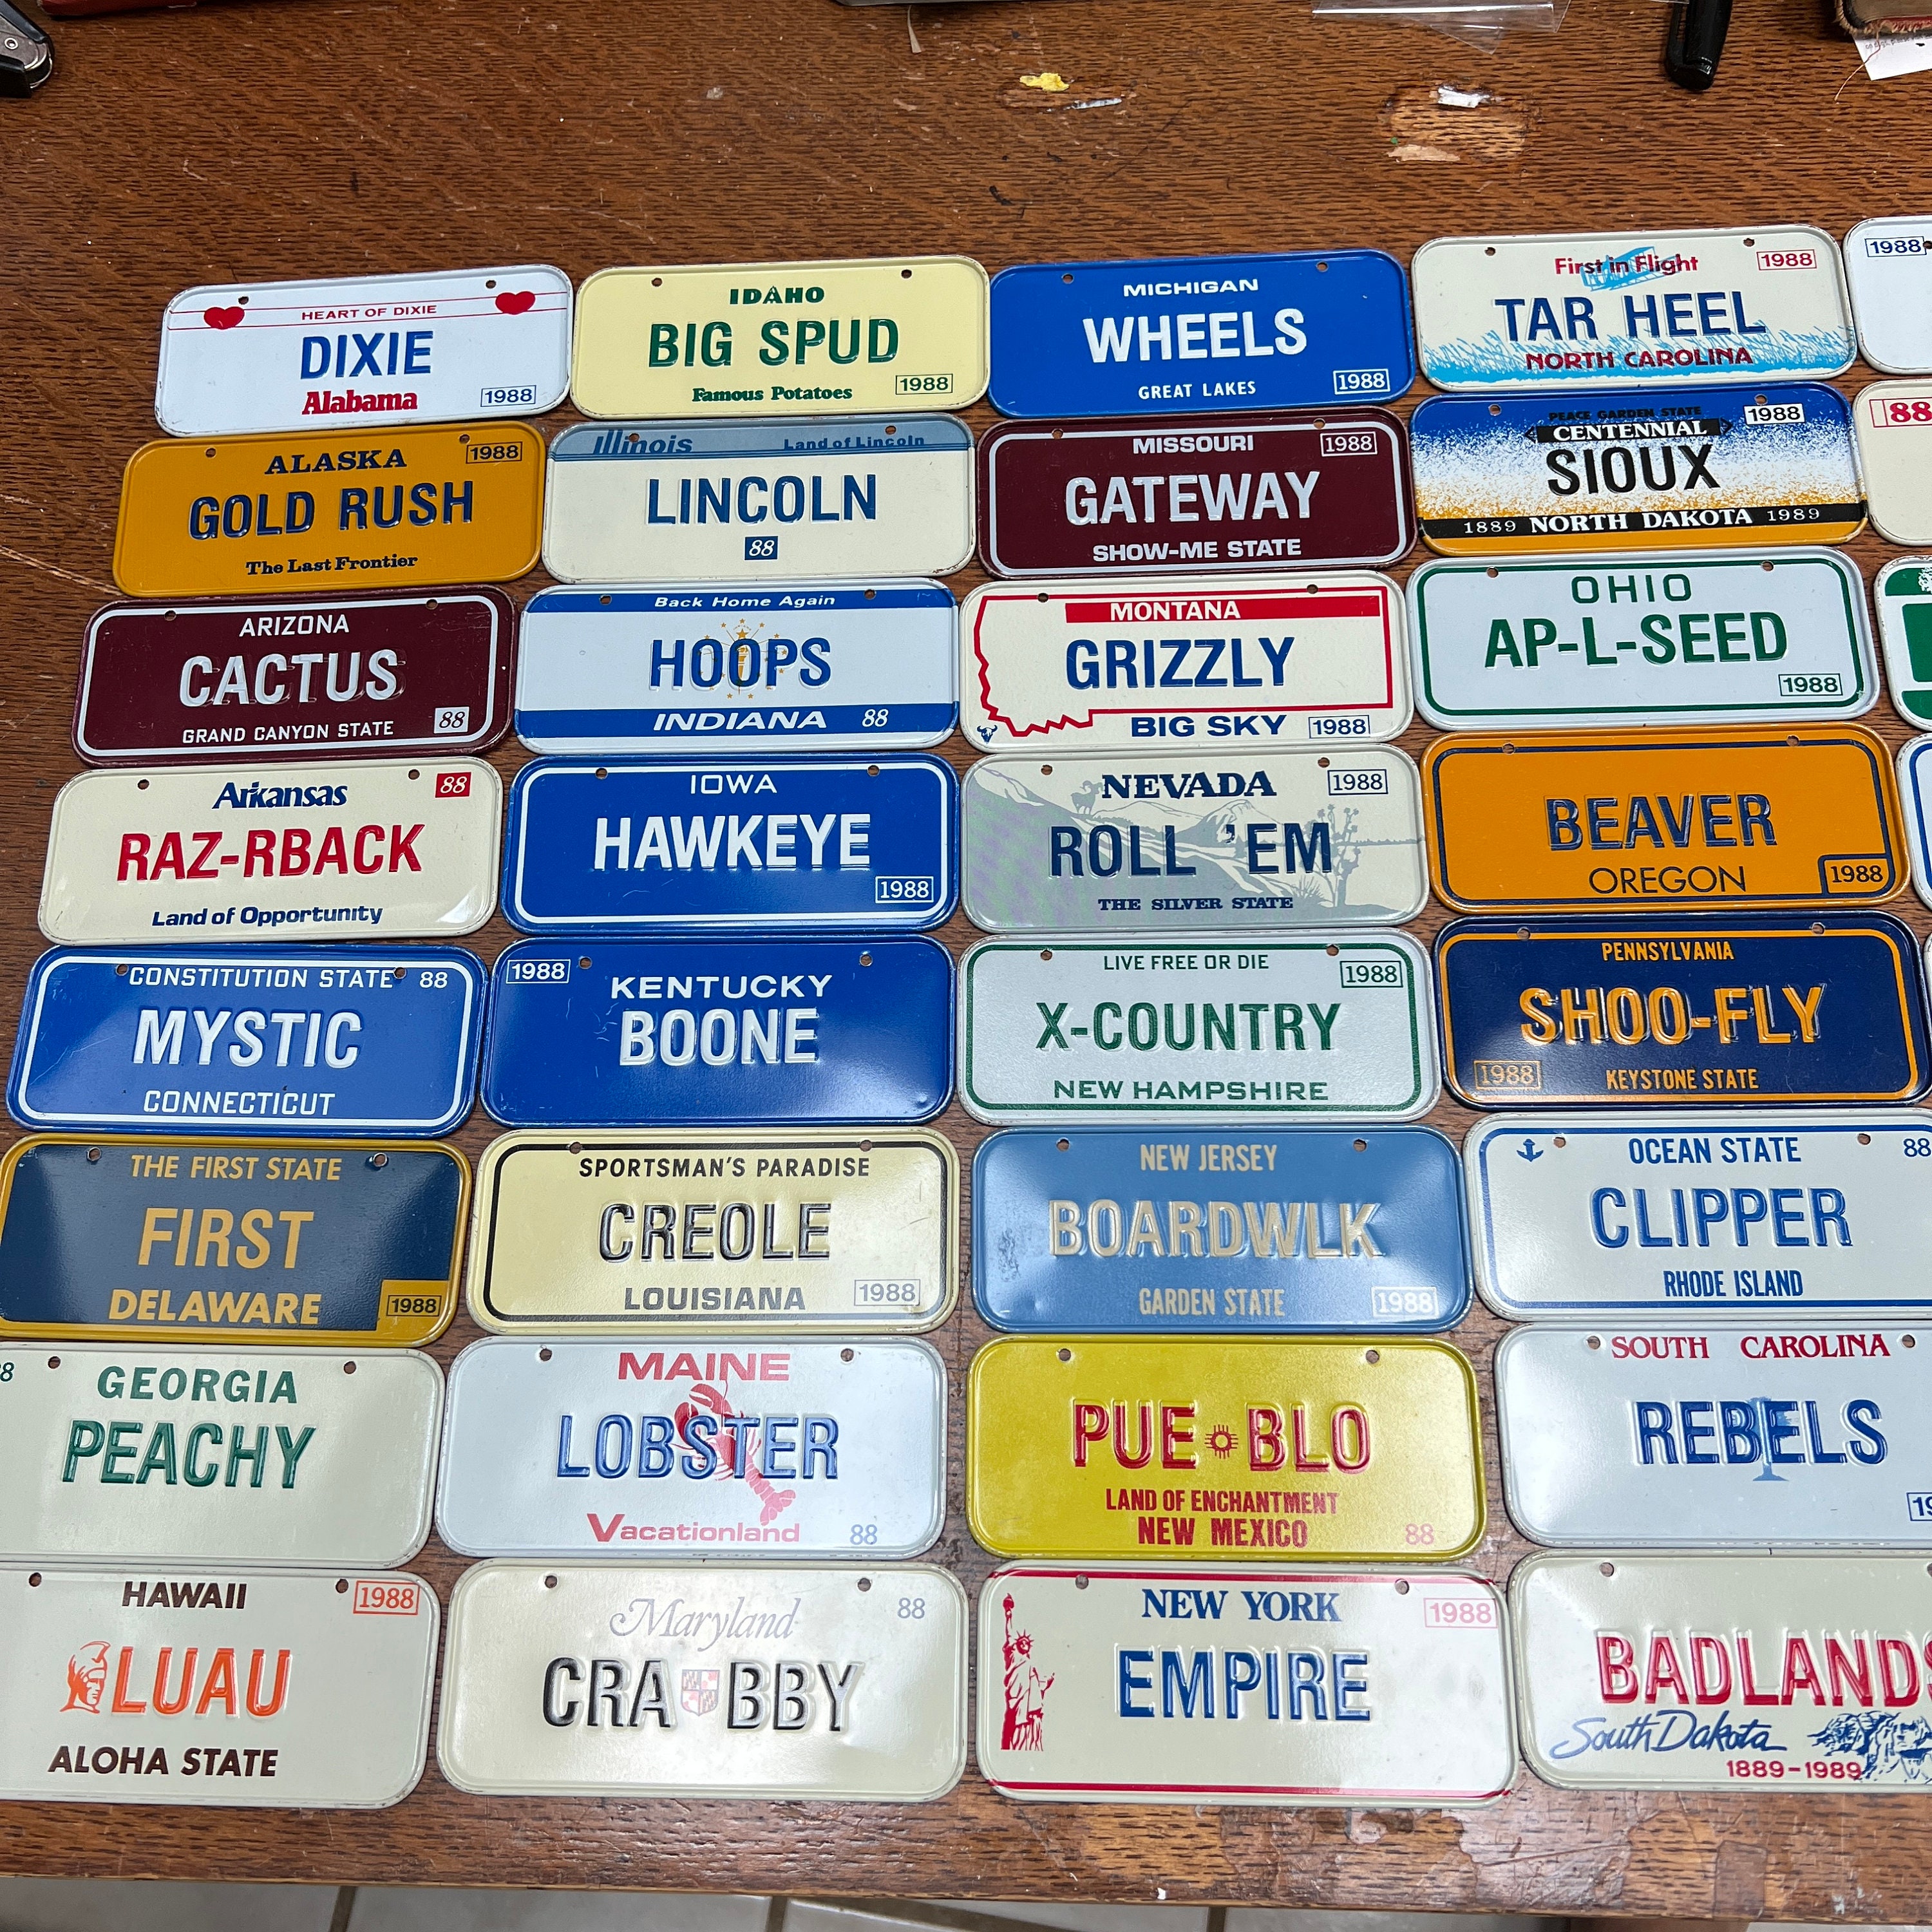 HEART OF DIXIE
DIXIE
Alabama 1988
IDAHO
BIG SPUD
Famous Potatoes 1988
MICHIGAN
WHEELS
GREAT LAKES 1988
First in Flight 1988
TAR HEEL
NORTH CAROLINA
1988
ALASKA 1988
GOLD RUSH
The Last Frontier
Illinois Land of Lincoln
LINCOLN
88
MISSOURI 1988
GATEWAY
SHOW-ME STATE
PEACE GARDEN STATE 1988
CENTENNIAL
SIOUX
1889 NORTH DAKOTA 1989
88
ARIZONA
CACTUS
GRAND CANYON STATE 88
Back Home Again
HOOPS
INDIANA 88
MONTANA
GRIZZLY
BIG SKY 1988
OHIO
AP-L-SEED
1988
Arkansas 88
RAZ-RBACK
Land of Opportunity
IOWA
HAWKEYE
1988
NEVADA 1988
ROLL 'EM
THE SILVER STATE
BEAVER
OREGON 1988
CONSTITUTION STATE 88
MYSTIC
CONNECTICUT
1988
KENTUCKY
BOONE
LIVE FREE OR DIE 1988
X-COUNTRY
NEW HAMPSHIRE
PENNSYLVANIA
SHOO-FLY
1988 KEYSTONE STATE
THE FIRST STATE
FIRST
DELAWARE 1988
SPORTSMAN'S PARADISE
CREOLE
LOUISIANA 1988
NEW JERSEY
BOARDWLK
GARDEN STATE 1988
OCEAN STATE 88
CLIPPER
RHODE ISLAND
8 GEORGIA
PEACHY
MAINE
LOBSTER
Vacationland 88
PUE BLO
LAND OF ENCHANTMENT
NEW MEXICO 88
SOUTH CAROLINA
REBELS
19
HAWAII 1988
LUAU
ALOHA STATE
Maryland 88
CRA BBY
NEW YORK 1988
EMPIRE
BADLANDS
South Dakota
1889-1989